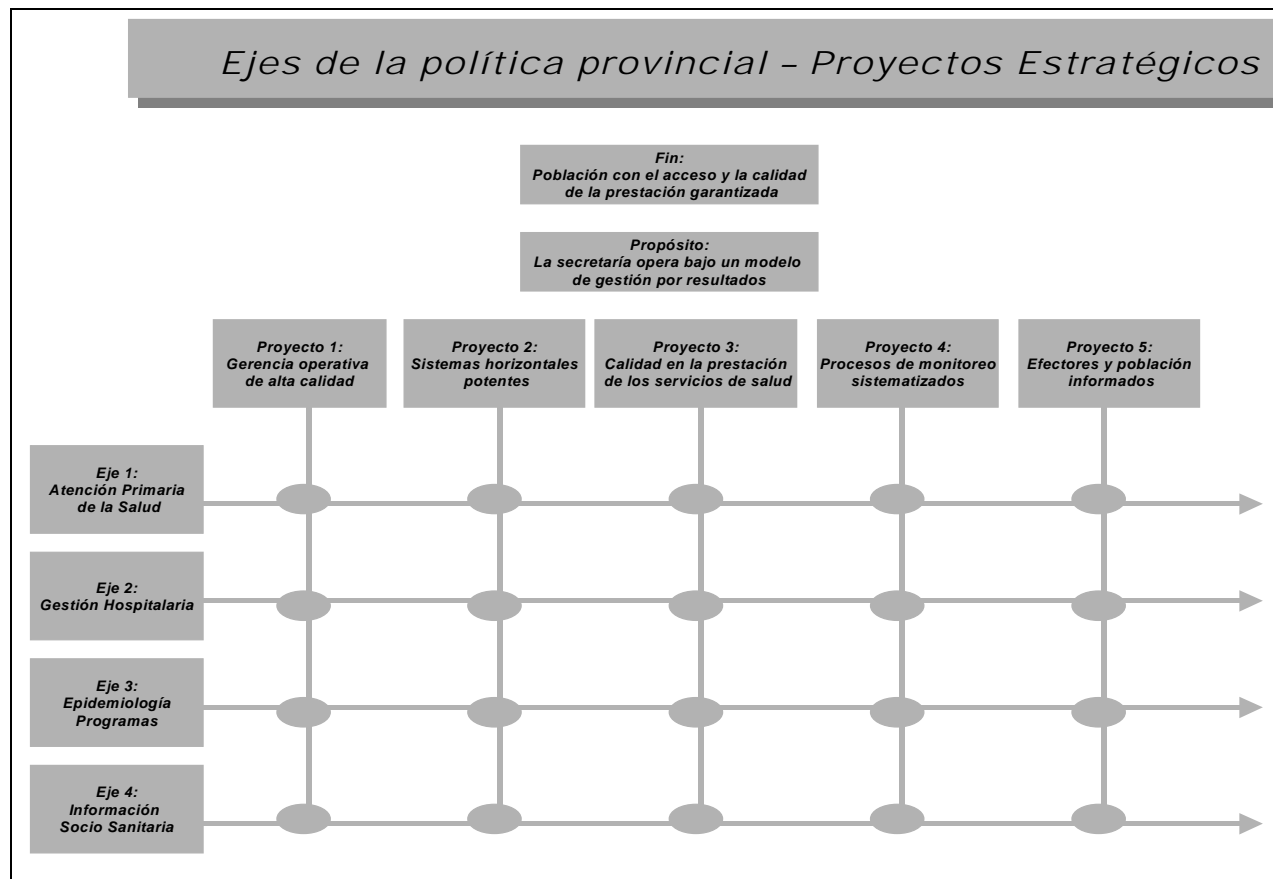 Ejes de la política provincial – Proyectos Estratégicos
Fin:
Población con el acceso y la calidad
de la prestación garantizada
Propósito:
La secretaría opera bajo un modelo
de gestión por resultados
Proyecto 1:
Gerencia operativa
de alta calidad
Proyecto 2:
Sistemas horizontales
potentes
Proyecto 3:
Calidad en la prestación
de los servicios de salud
Proyecto 4:
Procesos de monitoreo
sistematizados
Proyecto 5:
Efectores y población
informados
Eje 1:
Atención Primaria
de la Salud
Eje 2:
Gestión Hospitalaria
Eje 3:
Epidemiología
Programas
Eje 4:
Información
Socio Sanitaria